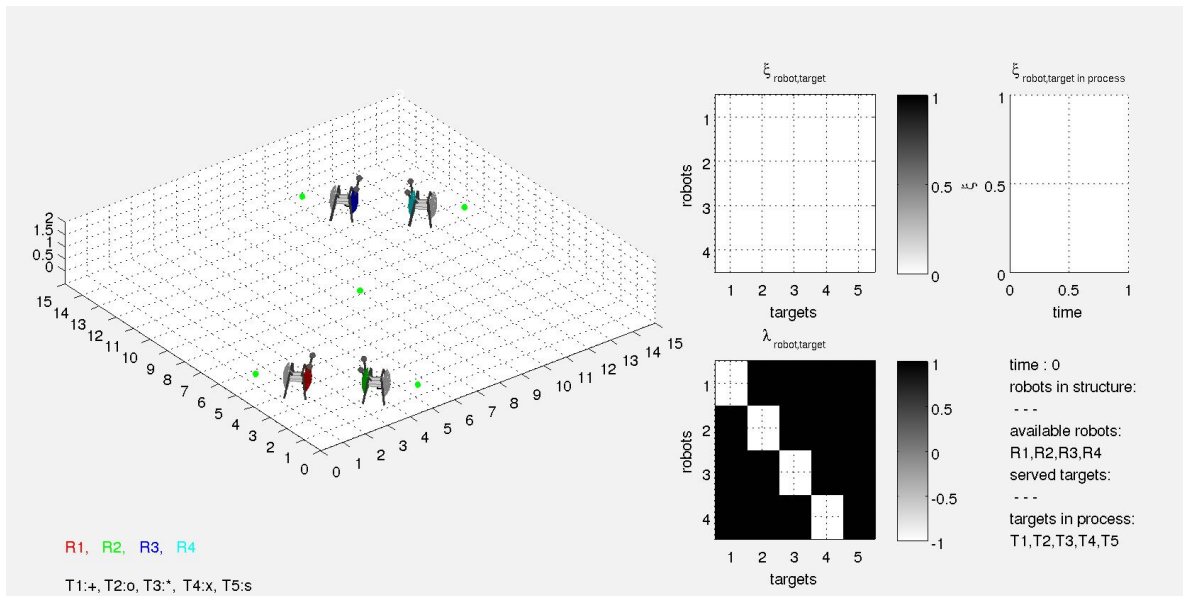 2
1.5
1
0.5
0
15
14
13
12
11
10
9
8
7
6
5
4
3
2
1
0
0
1
2
3
4
5
6
7
8
9
10
11
12
13
14
15
R1, R2, R3, R4
T1:+, T2:o, T3:*, T4:x, T5:s
ξ robot,target
robots
1
2
3
4
1 2 3 4 5
targets
1
0.5
0
ξ robot,target in process
ξ
1
0.5
0
0 0.5 1
time
λ robot,target
robots
1
2
3
4
1 2 3 4 5
targets
1
0.5
0
-0.5
-1
time : 0
robots in structure:
- - -
available robots:
R1,R2,R3,R4
served targets:
- - -
targets in process:
T1,T2,T3,T4,T5